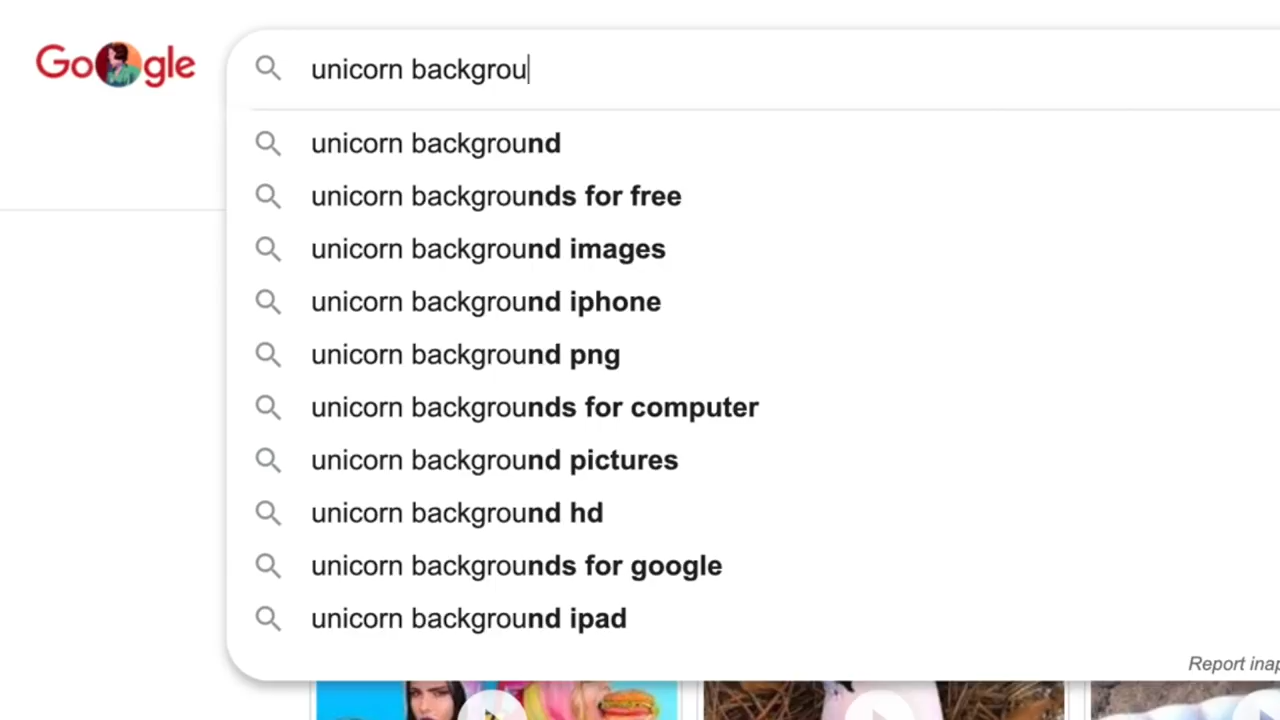 Google
unicorn backgrou
unicorn background
unicorn backgrounds for free
unicorn background images
unicorn background iphone
unicorn background png
unicorn backgrounds for computer
unicorn background pictures
unicorn background hd
unicorn backgrounds for google
unicorn background ipad
Report